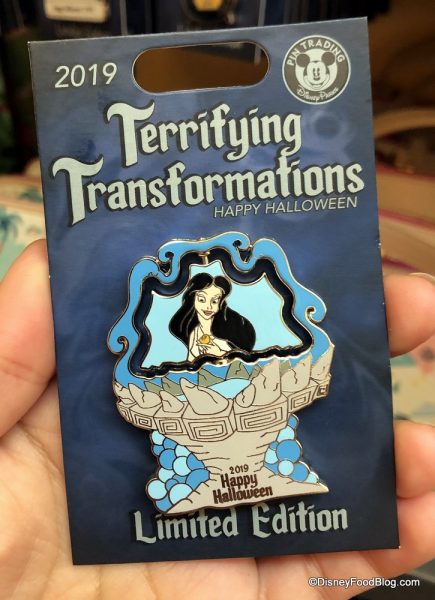 2019
PIN TRADING
Disney Parks
Terrifying
Transformations
HAPPY HALLOWEEN
2019
Happy
Halloween
Limited Edition
©DisneyFoodBlog.com